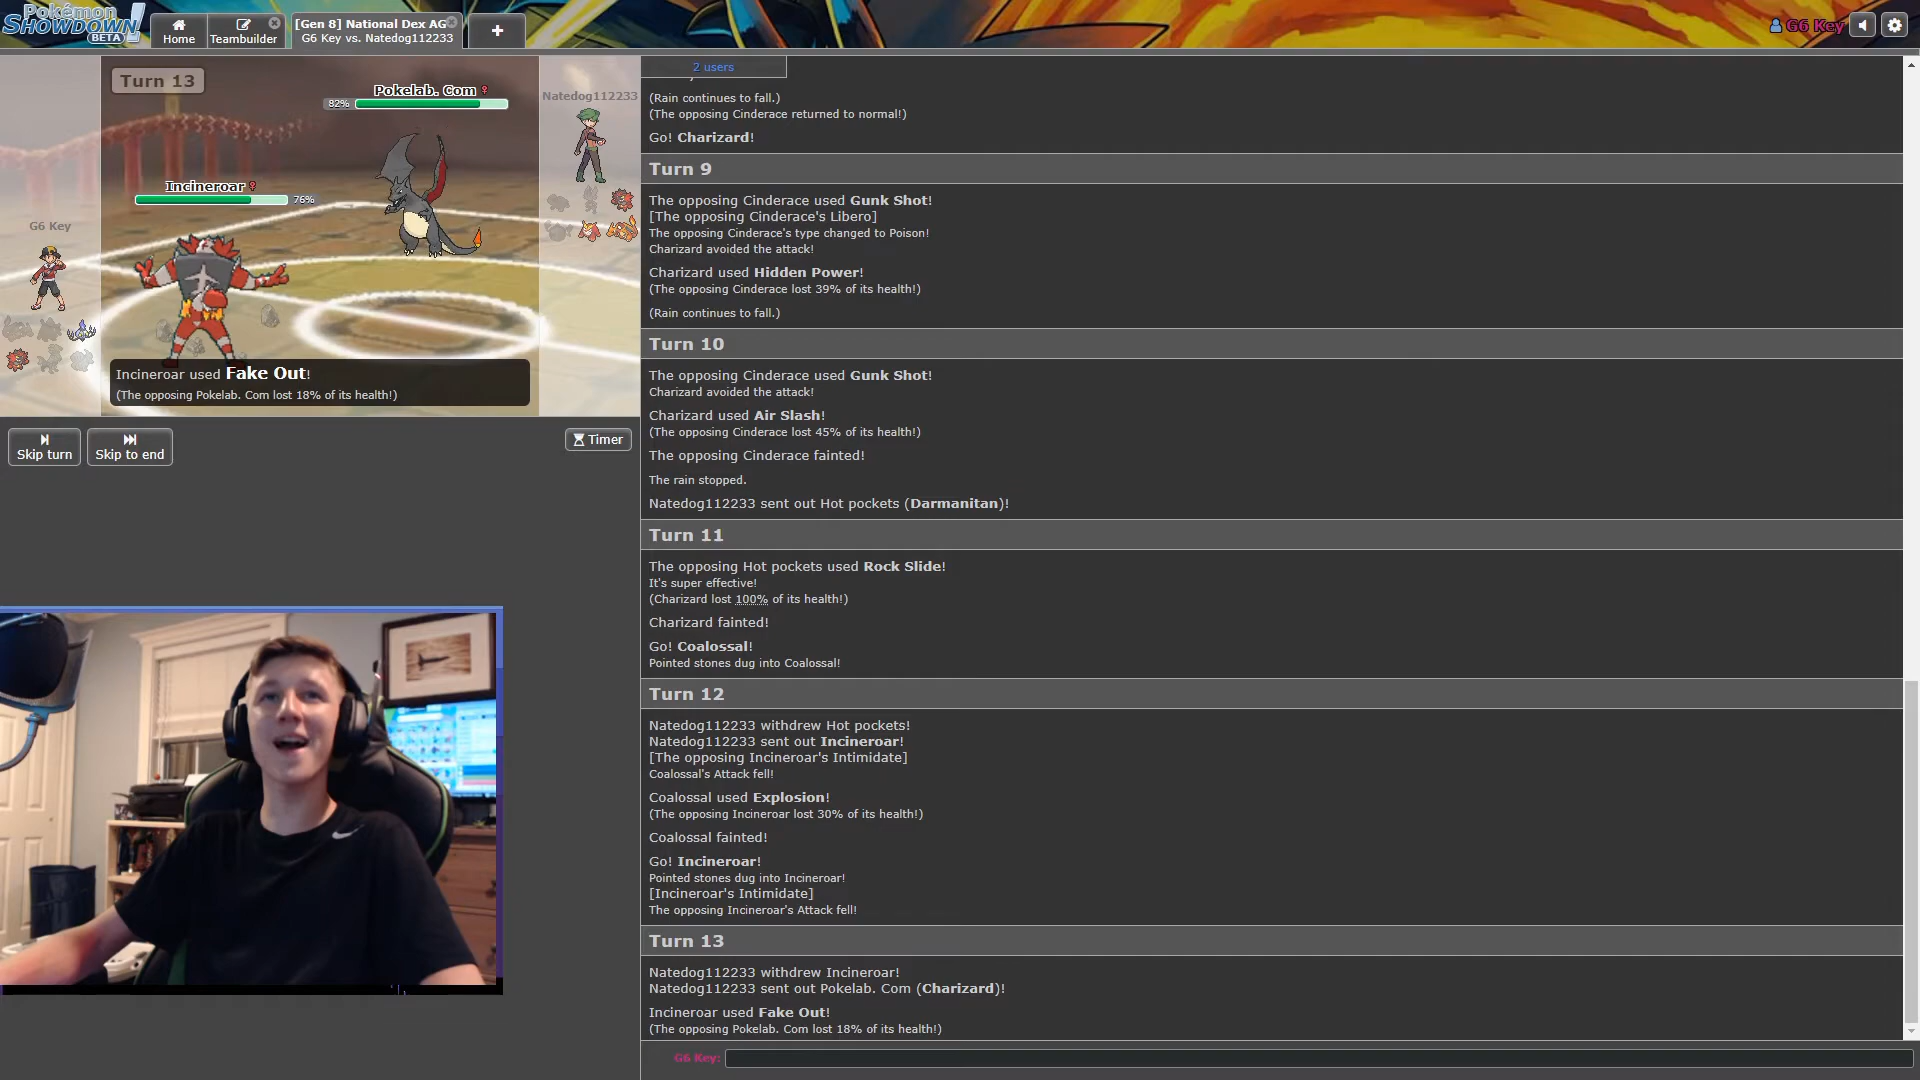 Pokémon
SHOWDOWN!
BETA
Home
Teambuilder
[Gen 8] National Dex AG
G6 Key vs. Natedog112233
+
G6 Key
Turn 13
Pokelab. Com ♀
82%
Natedog112233
Incineroar ♀
76%
G6 Key
Incineroar used Fake Out!
(The opposing Pokelab. Com lost 18% of its health!)
Skip turn
Skip to end
Timer
2 users
(Rain continues to fall.)
(The opposing Cinderace returned to normal!)
Go! Charizard!
Turn 9
The opposing Cinderace used Gunk Shot!
[The opposing Cinderace's Libero]
The opposing Cinderace's type changed to Poison!
Charizard avoided the attack!
Charizard used Hidden Power!
(The opposing Cinderace lost 39% of its health!)
(Rain continues to fall.)
Turn 10
The opposing Cinderace used Gunk Shot!
Charizard avoided the attack!
Charizard used Air Slash!
(The opposing Cinderace lost 45% of its health!)
The opposing Cinderace fainted!
The rain stopped.
Natedog112233 sent out Hot pockets (Darmanitan)!
Turn 11
The opposing Hot pockets used Rock Slide!
It's super effective!
(Charizard lost 100% of its health!)
Charizard fainted!
Go! Coalossal!
Pointed stones dug into Coalossal!
Turn 12
Natedog112233 withdrew Hot pockets!
Natedog112233 sent out Incineroar!
[The opposing Incineroar's Intimidate]
Coalossal's Attack fell!
Coalossal used Explosion!
(The opposing Incineroar lost 30% of its health!)
Coalossal fainted!
Go! Incineroar!
Pointed stones dug into Incineroar!
[Incineroar's Intimidate]
The opposing Incineroar's Attack fell!
Turn 13
Natedog112233 withdrew Incineroar!
Natedog112233 sent out Pokelab. Com (Charizard)!
Incineroar used Fake Out!
(The opposing Pokelab. Com lost 18% of its health!)
G6 Key: